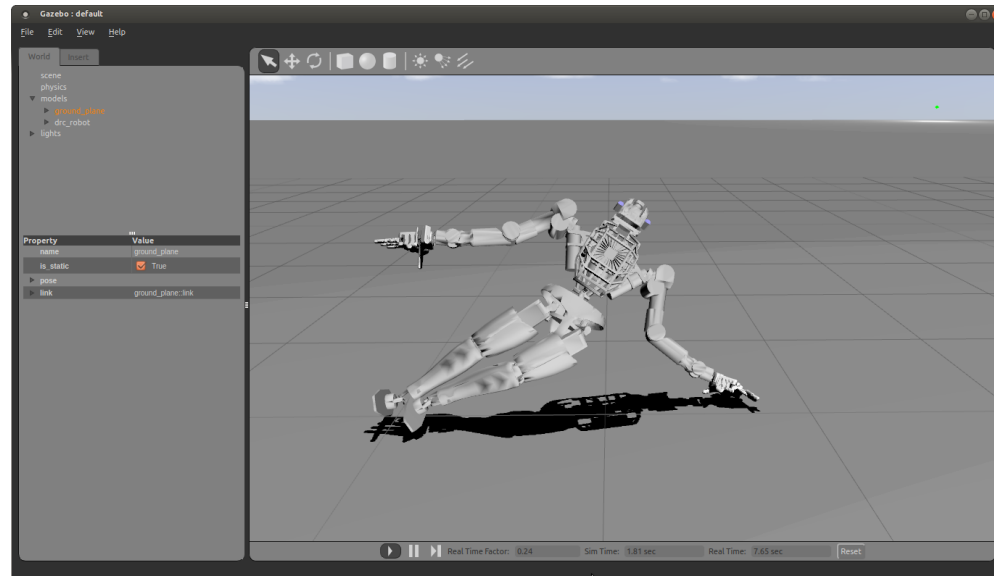 Gazebo : default
File Edit View Help
World Insert
scene
physics
models
ground_plane
drc_robot
lights
Property Value
name ground_plane
is_static True
pose
link ground_plane::link
Real Time Factor: 0.24 Sim Time: 1.81 sec Real Time: 7.65 sec Reset